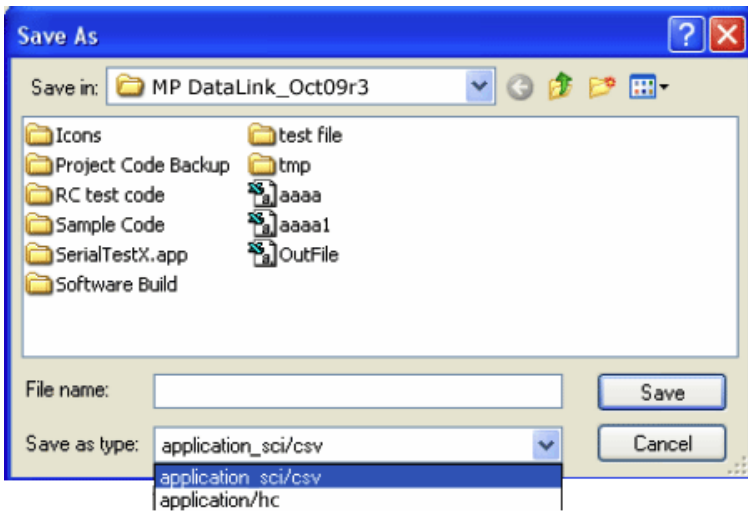 Save As
Save in: MP DataLink_Oct09r3
Icons
Project Code Backup
RC test code
Sample Code
SerialTestX.app
Software Build
test file
tmp
aaaa
aaaa1
OutFile
File name:
Save
Save as type: application_sci/csv
Cancel
application_sci/csv
application/hc